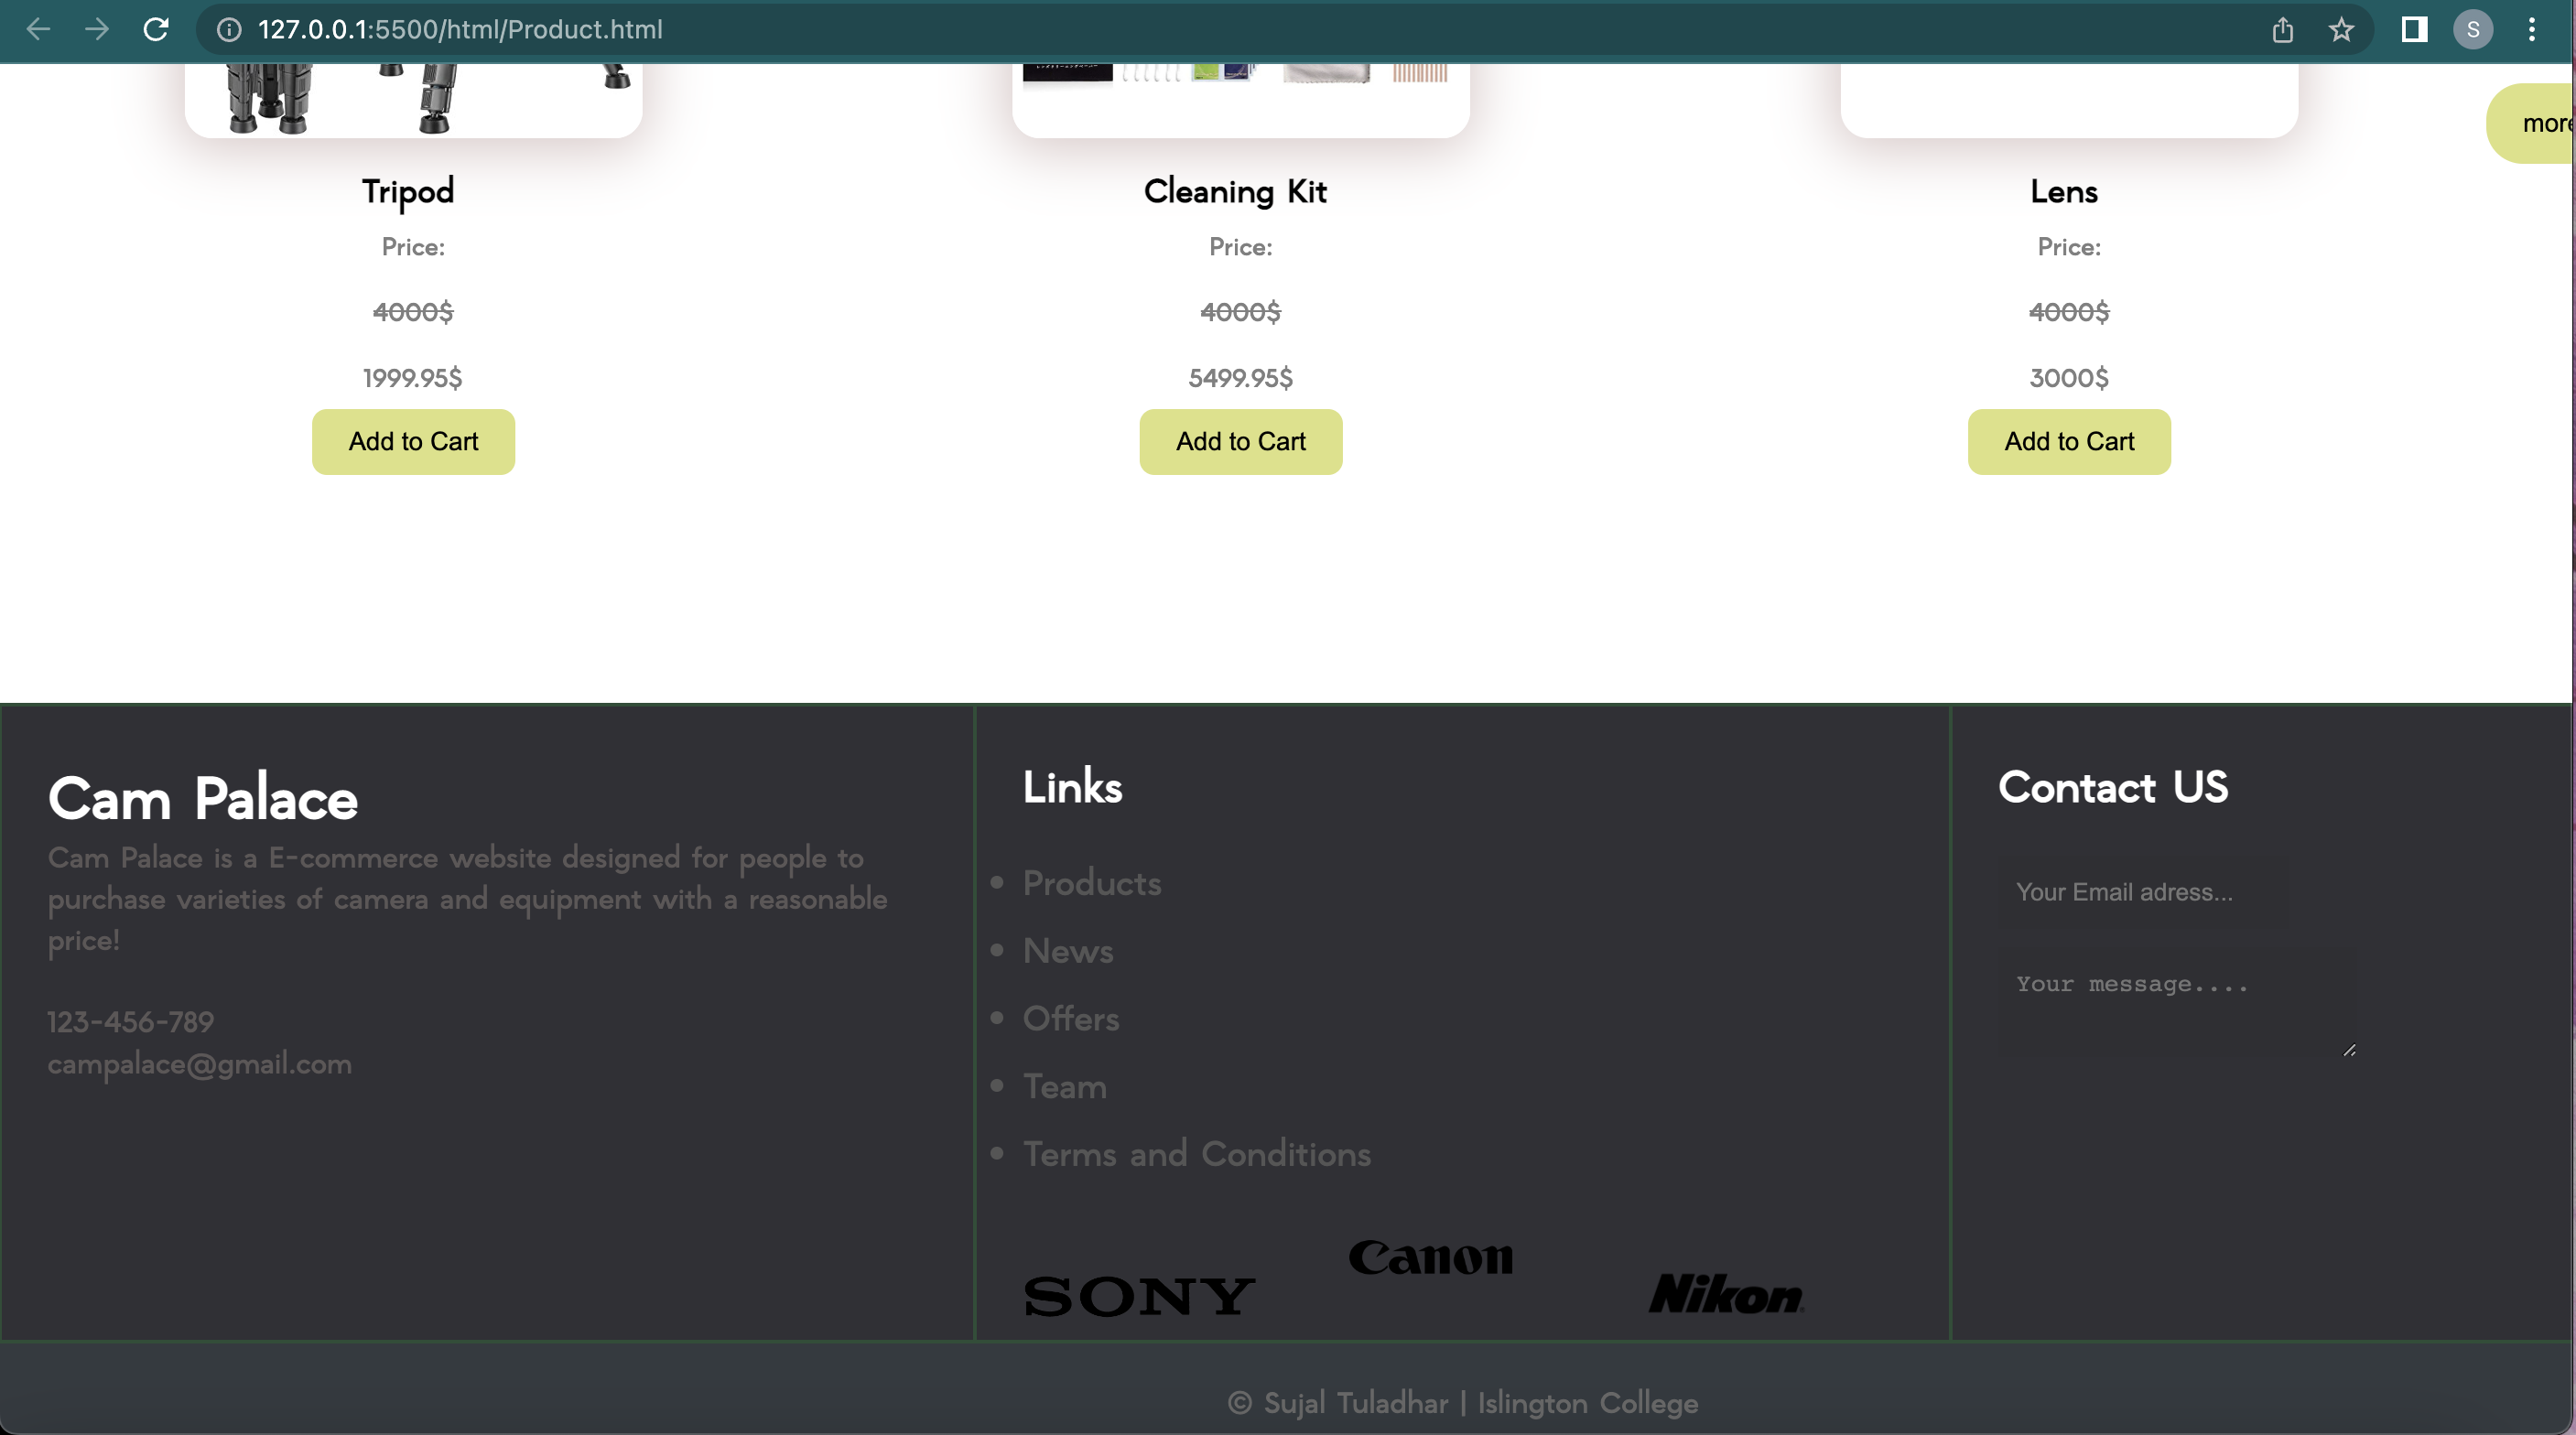 127.0.0.1:5500/html/Product.html
S
Tripod
Price:
4000$
1999.95$
Add to Cart
Cleaning Kit
Price:
4000$
5499.95$
Add to Cart
Lens
Price:
4000$
3000$
Add to Cart
more
Cam Palace
Cam Palace is a E-commerce website designed for people to
purchase varieties of camera and equipment with a reasonable
price!
123-456-789
campalace@gmail.com
Links
• Products
• News
• Offers
• Team
• Terms and Conditions
SONY
Canon
Nikon
Contact US
Your Email adress...
Your message....
© Sujal Tuladhar | Islington College